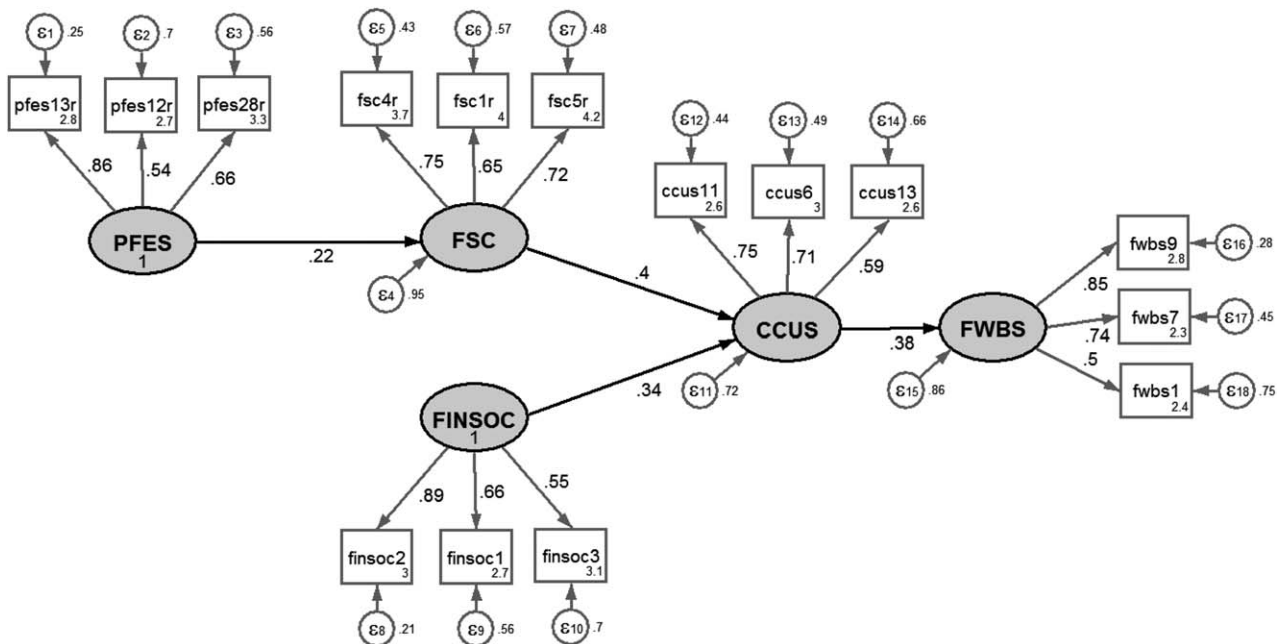 ε1 .25 ε2 .7 ε3 .56
pfes13r 2.8 pfes12r 2.7 pfes28r 3.3
.86 .54 .66
PFES 1
.22
ε5 .43 ε6 .57 ε7 .48
fsc4r 3.7 fsc1r 4 fsc5r 4.2
.75 .65 .72
FSC
ε4 .95
.4
ε12 .44 ε13 .49 ε14 .66
ccus11 2.6 ccus6 3 ccus13 2.6
.75 .71 .59
CCUS
ε11 .72
.38
FWBS
ε15 .86
.85 fwbs9 2.8 ε16 .28
.74 fwbs7 2.3 ε17 .45
.5 fwbs1 2.4 ε18 .75
.34
FINSOC 1
.89 .66 .55
finsoc2 3 finsoc1 2.7 finsoc3 3.1
ε8 .21 ε9 .56 ε10 .7